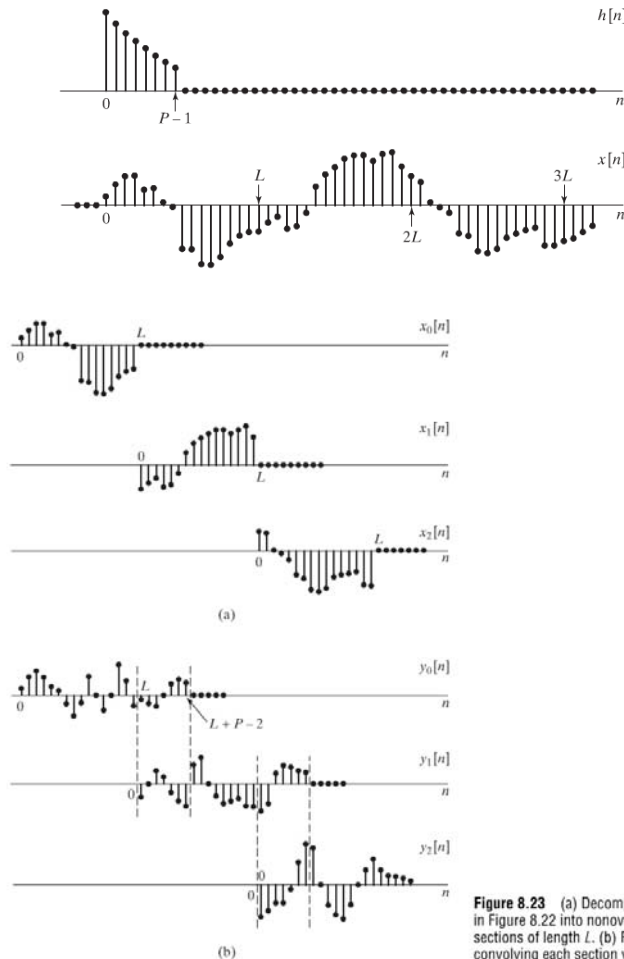 h[n]
0
P – 1
n
x[n]
L
3L
0
2L
n
x₀[n]
L
0
n
x₁[n]
0
L
n
x₂[n]
L
0
n
(a)
y₀[n]
L
0
n
L + P – 2
y₁[n]
0
n
y₂[n]
0
0
n
Figure 8.23 (a) Decom
in Figure 8.22 into nonov
sections of length L. (b) R
convolving each section v
(b)